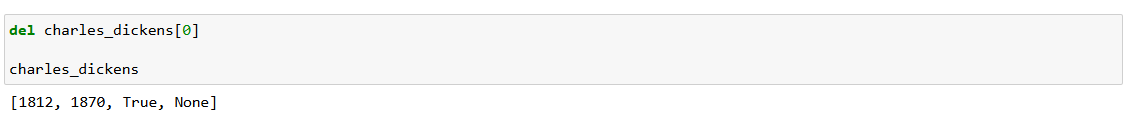 del charles_dickens[0]
charles_dickens
[1812, 1870, True, None]